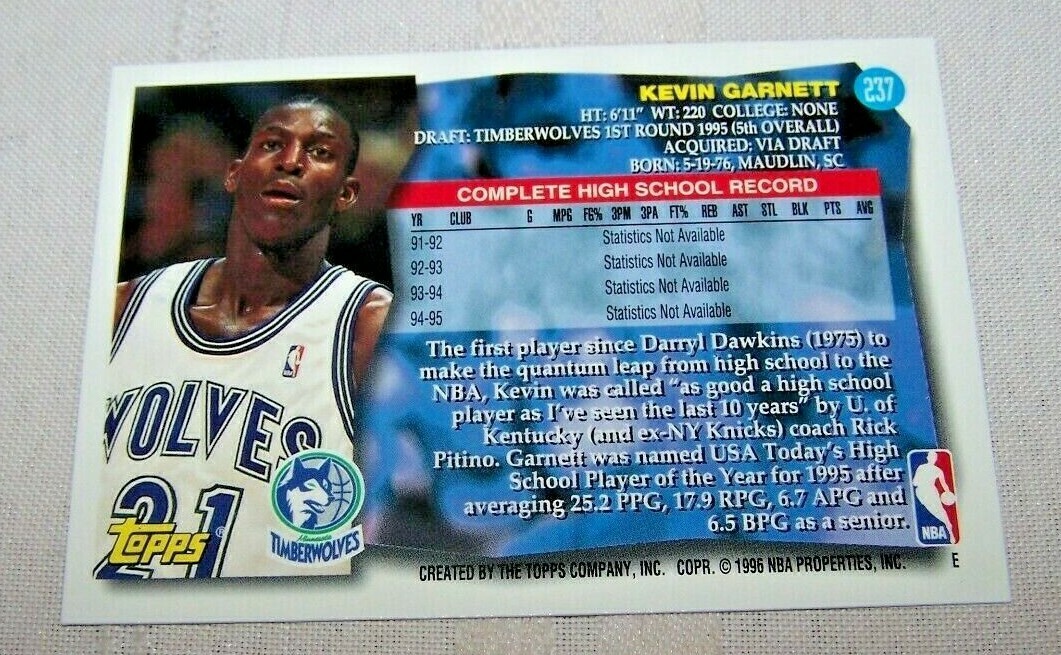 KEVIN GARNETT 237
HT: 6'11" WT: 220 COLLEGE: NONE
DRAFT: TIMBERWOLVES 1ST ROUND 1995 (5th OVERALL)
ACQUIRED: VIA DRAFT
BORN: 5-19-76, MAUDLIN, SC
COMPLETE HIGH SCHOOL RECORD
YR CLUB G MPG FG% 3PM 3PA FT% REB AST STL BLK PTS AVG
91-92 Statistics Not Available
92-93 Statistics Not Available
93-94 Statistics Not Available
94-95 Statistics Not Available
The first player since Darryl Dawkins (1975) to
make the quantum leap from high school to the
NBA, Kevin was called "as good a high school
player as I've seen the last 10 years" by U. of
Kentucky (and ex-NY Knicks) coach Rick
Pitino. Garnett was named USA Today's High
School Player of the Year for 1995 after
averaging 25.2 PPG, 17.9 RPG, 6.7 APG and
6.5 BPG as a senior.
WOLVES
21
TOPPS®
Minnesota
TIMBERWOLVES
NBA
CREATED BY THE TOPPS COMPANY, INC. COPR. © 1996 NBA PROPERTIES, INC. E